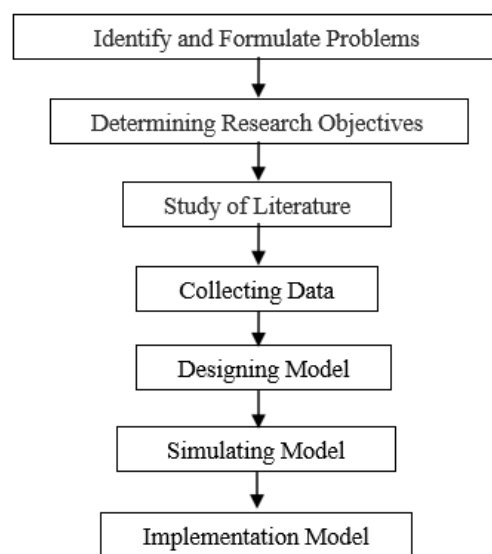 Identify and Formulate Problems
Determining Research Objectives
Study of Literature
Collecting Data
Designing Model
Simulating Model
Implementation Model